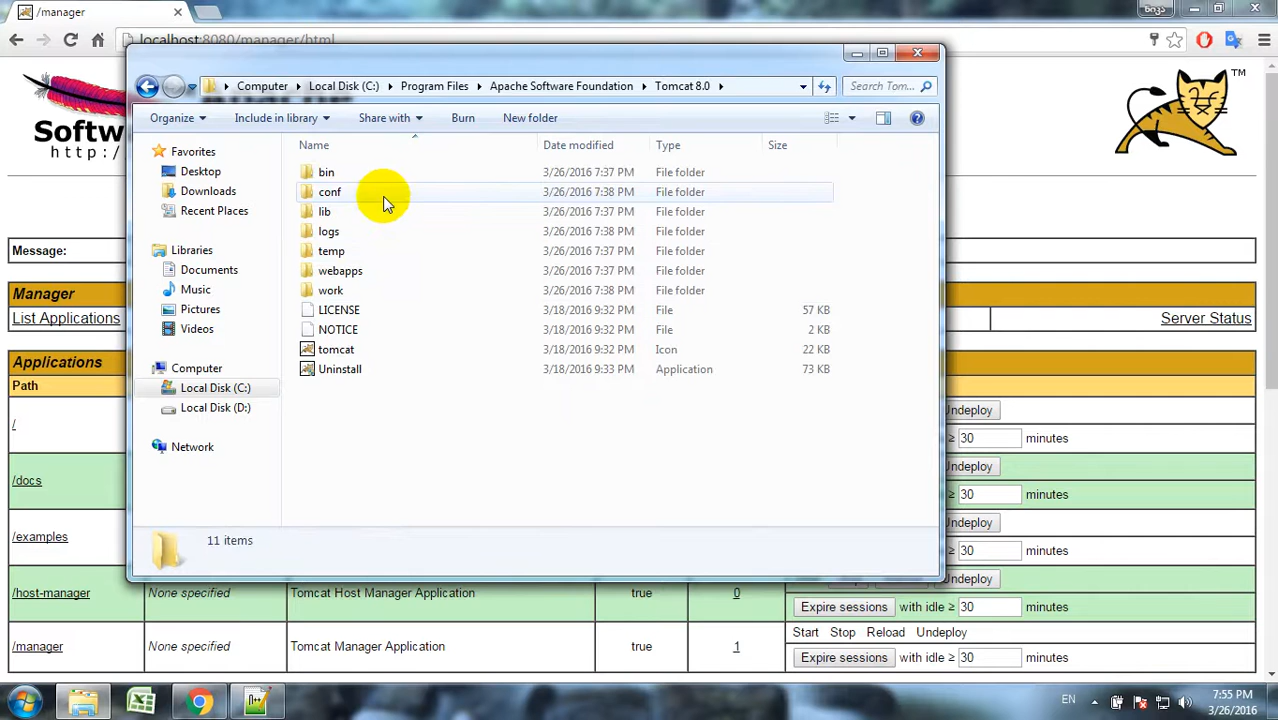 /manager
ნივა
localhost:8080/manager/html
Computer Local Disk (C:) Program Files Apache Software Foundation Tomcat 8.0
Search Tom...
Organize Include in library Share with Burn New folder
Favorites
Desktop
Downloads
Recent Places
Libraries
Documents
Music
Pictures
Videos
Computer
Local Disk (C:)
Local Disk (D:)
Network
Name Date modified Type Size
bin 3/26/2016 7:37 PM File folder
conf 3/26/2016 7:38 PM File folder
lib 3/26/2016 7:37 PM File folder
logs 3/26/2016 7:38 PM File folder
temp 3/26/2016 7:37 PM File folder
webapps 3/26/2016 7:37 PM File folder
work 3/26/2016 7:38 PM File folder
LICENSE 3/18/2016 9:32 PM File 57 KB
NOTICE 3/18/2016 9:32 PM File 2 KB
tomcat 3/18/2016 9:32 PM Icon 22 KB
Uninstall 3/18/2016 9:33 PM Application 73 KB
11 items
Softw
http:/
TM
Message:
Manager
List Applications Server Status
Applications
Path
/ Undeploy
30 minutes
/docs Undeploy
30 minutes
/examples Undeploy
30 minutes
Undeploy
/host-manager None specified Tomcat Host Manager Application true 0 Expire sessions with idle ≥ 30 minutes
Start Stop Reload Undeploy
/manager None specified Tomcat Manager Application true 1
Expire sessions with idle ≥ 30 minutes
EN
7:55 PM
3/26/2016